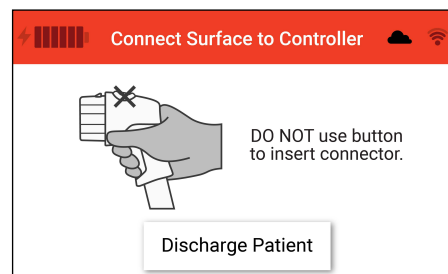 Connect Surface to Controller
DO NOT use button
to insert connector.
Discharge Patient